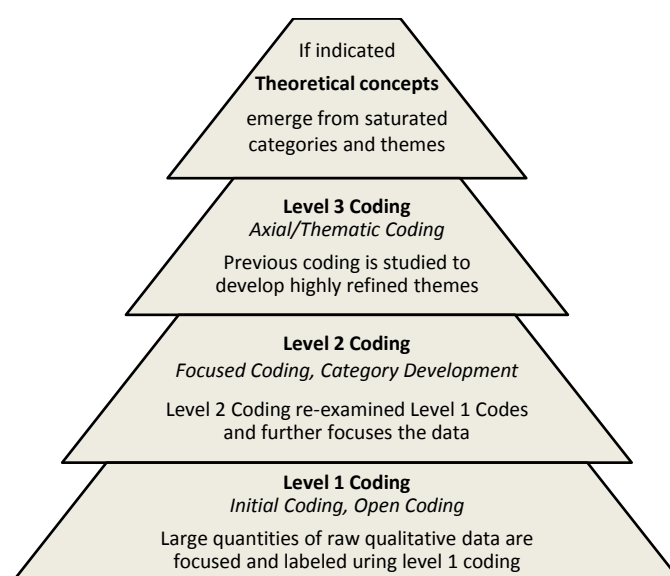 If indicated
Theoretical concepts
emerge from saturated
categories and themes
Level 3 Coding
Axial/Thematic Coding
Previous coding is studied to
develop highly refined themes
Level 2 Coding
Focused Coding, Category Development
Level 2 Coding re-examined Level 1 Codes
and further focuses the data
Level 1 Coding
Initial Coding, Open Coding
Large quantities of raw qualitative data are
focused and labeled uring level 1 coding